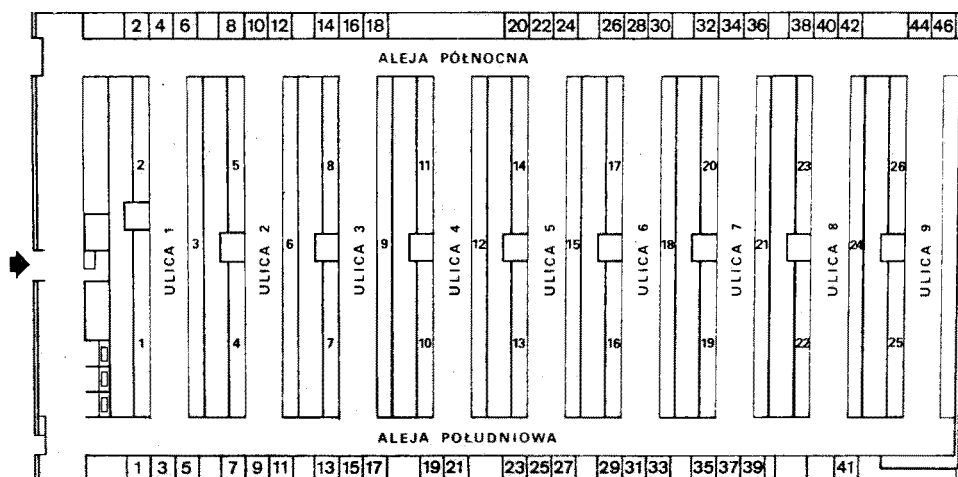 2 4 6 8 10 12 14 16 18 20 22 24 26 28 30 32 34 36 38 40 42 44 46
ALEJA PÓŁNOCNA
2 5 8 11 14 17 20 23 26
3 6 9 12 15 18 21 24
ULICA 1
ULICA 2
ULICA 3
ULICA 4
ULICA 5
ULICA 6
ULICA 7
ULICA 8
ULICA 9
1 4 7 10 13 16 19 22 25
ALEJA POŁUDNIOWA
1 3 5 7 9 11 13 15 17 19 21 23 25 27 29 31 33 35 37 39 41